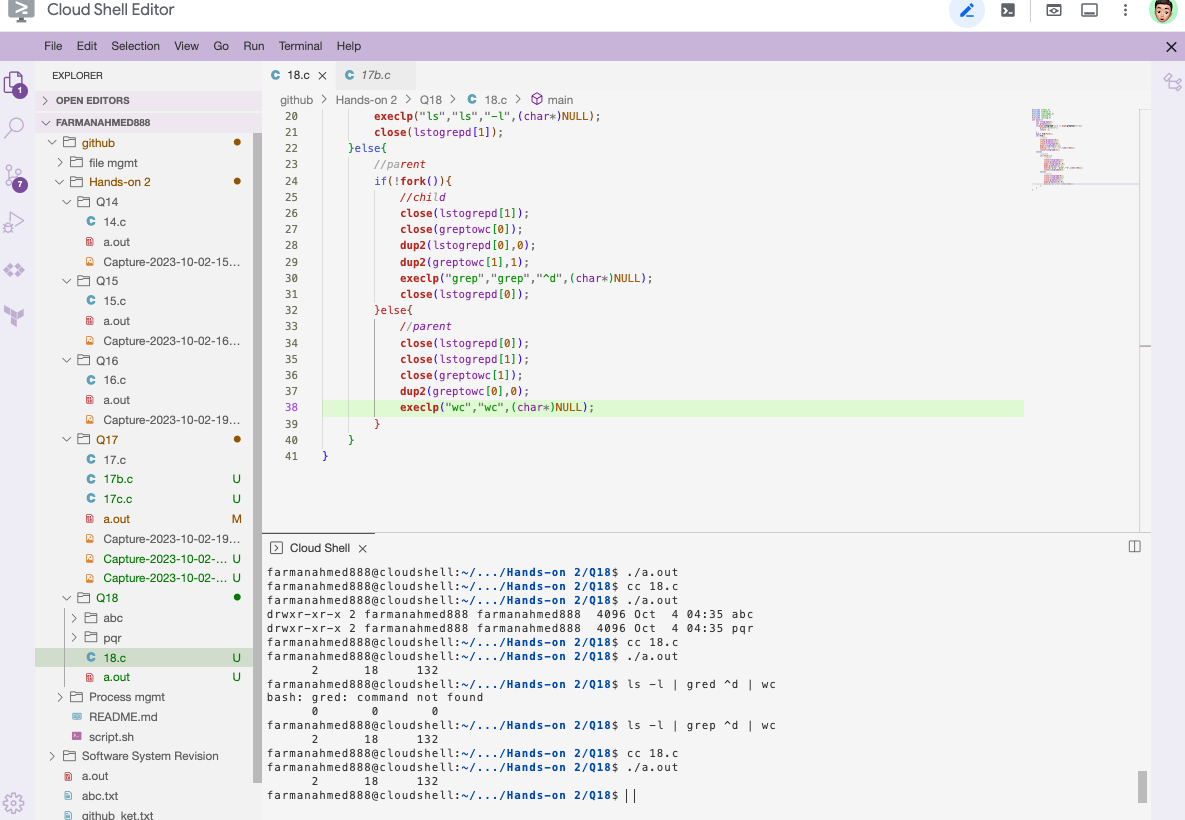 Cloud Shell Editor
File Edit Selection View Go Run Terminal Help
EXPLORER
OPEN EDITORS
FARMANAHMED888
github
file mgmt
Hands-on 2
Q14
C 14.c
a.out
Capture-2023-10-02-15...
Q15
C 15.c
a.out
Capture-2023-10-02-16...
Q16
C 16.c
a.out
Capture-2023-10-02-19...
Q17
C 17.c
C 17b.c U
C 17c.c U
a.out M
Capture-2023-10-02-19...
Capture-2023-10-02-... U
Capture-2023-10-02-... U
Q18
abc
pqr
C 18.c U
a.out U
Process mgmt
README.md
script.sh
Software System Revision
a.out
abc.txt
github_ket.txt
1
7
C 18.c
C 17b.c
github > Hands-on 2 > Q18 > C 18.c > main
20 execlp("ls","ls","-l",(char*)NULL);
21 close(lstogrepd[1]);
22 }else{
23 //parent
24 if(!fork()){
25 //child
26 close(lstogrepd[1]);
27 close(greptowc[0]);
28 dup2(lstogrepd[0],0);
29 dup2(greptowc[1],1);
30 execlp("grep","grep","^d",(char*)NULL);
31 close(lstogrepd[0]);
32 }else{
33 //parent
34 close(lstogrepd[0]);
35 close(lstogrepd[1]);
36 close(greptowc[1]);
37 dup2(greptowc[0],0);
38 execlp("wc","wc",(char*)NULL);
39 }
40 }
41 }
Cloud Shell
farmanahmed888@cloudshell:~/.../Hands-on 2/Q18$ ./a.out
farmanahmed888@cloudshell:~/.../Hands-on 2/Q18$ cc 18.c
farmanahmed888@cloudshell:~/.../Hands-on 2/Q18$ ./a.out
drwxr-xr-x 2 farmanahmed888 farmanahmed888 4096 Oct 4 04:35 abc
drwxr-xr-x 2 farmanahmed888 farmanahmed888 4096 Oct 4 04:35 pqr
farmanahmed888@cloudshell:~/.../Hands-on 2/Q18$ cc 18.c
farmanahmed888@cloudshell:~/.../Hands-on 2/Q18$ ./a.out
2 18 132
farmanahmed888@cloudshell:~/.../Hands-on 2/Q18$ ls -l | gred ^d | wc
bash: gred: command not found
0 0 0
farmanahmed888@cloudshell:~/.../Hands-on 2/Q18$ ls -l | grep ^d | wc
2 18 132
farmanahmed888@cloudshell:~/.../Hands-on 2/Q18$ cc 18.c
farmanahmed888@cloudshell:~/.../Hands-on 2/Q18$ ./a.out
2 18 132
farmanahmed888@cloudshell:~/.../Hands-on 2/Q18$